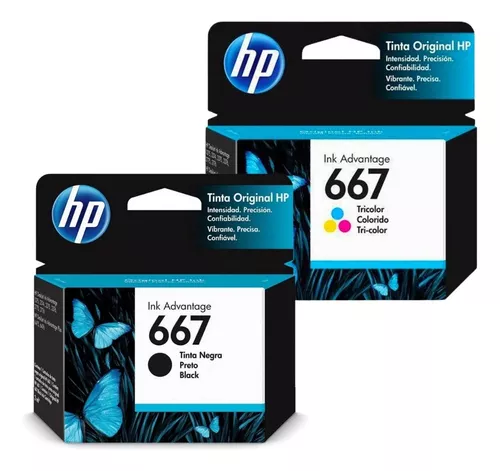 hp
Tinta Original HP
Intensidad. Precisión.
Confiabilidad.
Vibrante. Precisa.
Confiável.
Ink Advantage
667
Tricolor
Colorido
Tri-color
hp
Tinta Original HP
Intensidad. Precisión.
Confiabilidad.
Vibrante. Precisa.
Confiável.
Ink Advantage
667
Tinta Negra
Preto
Black